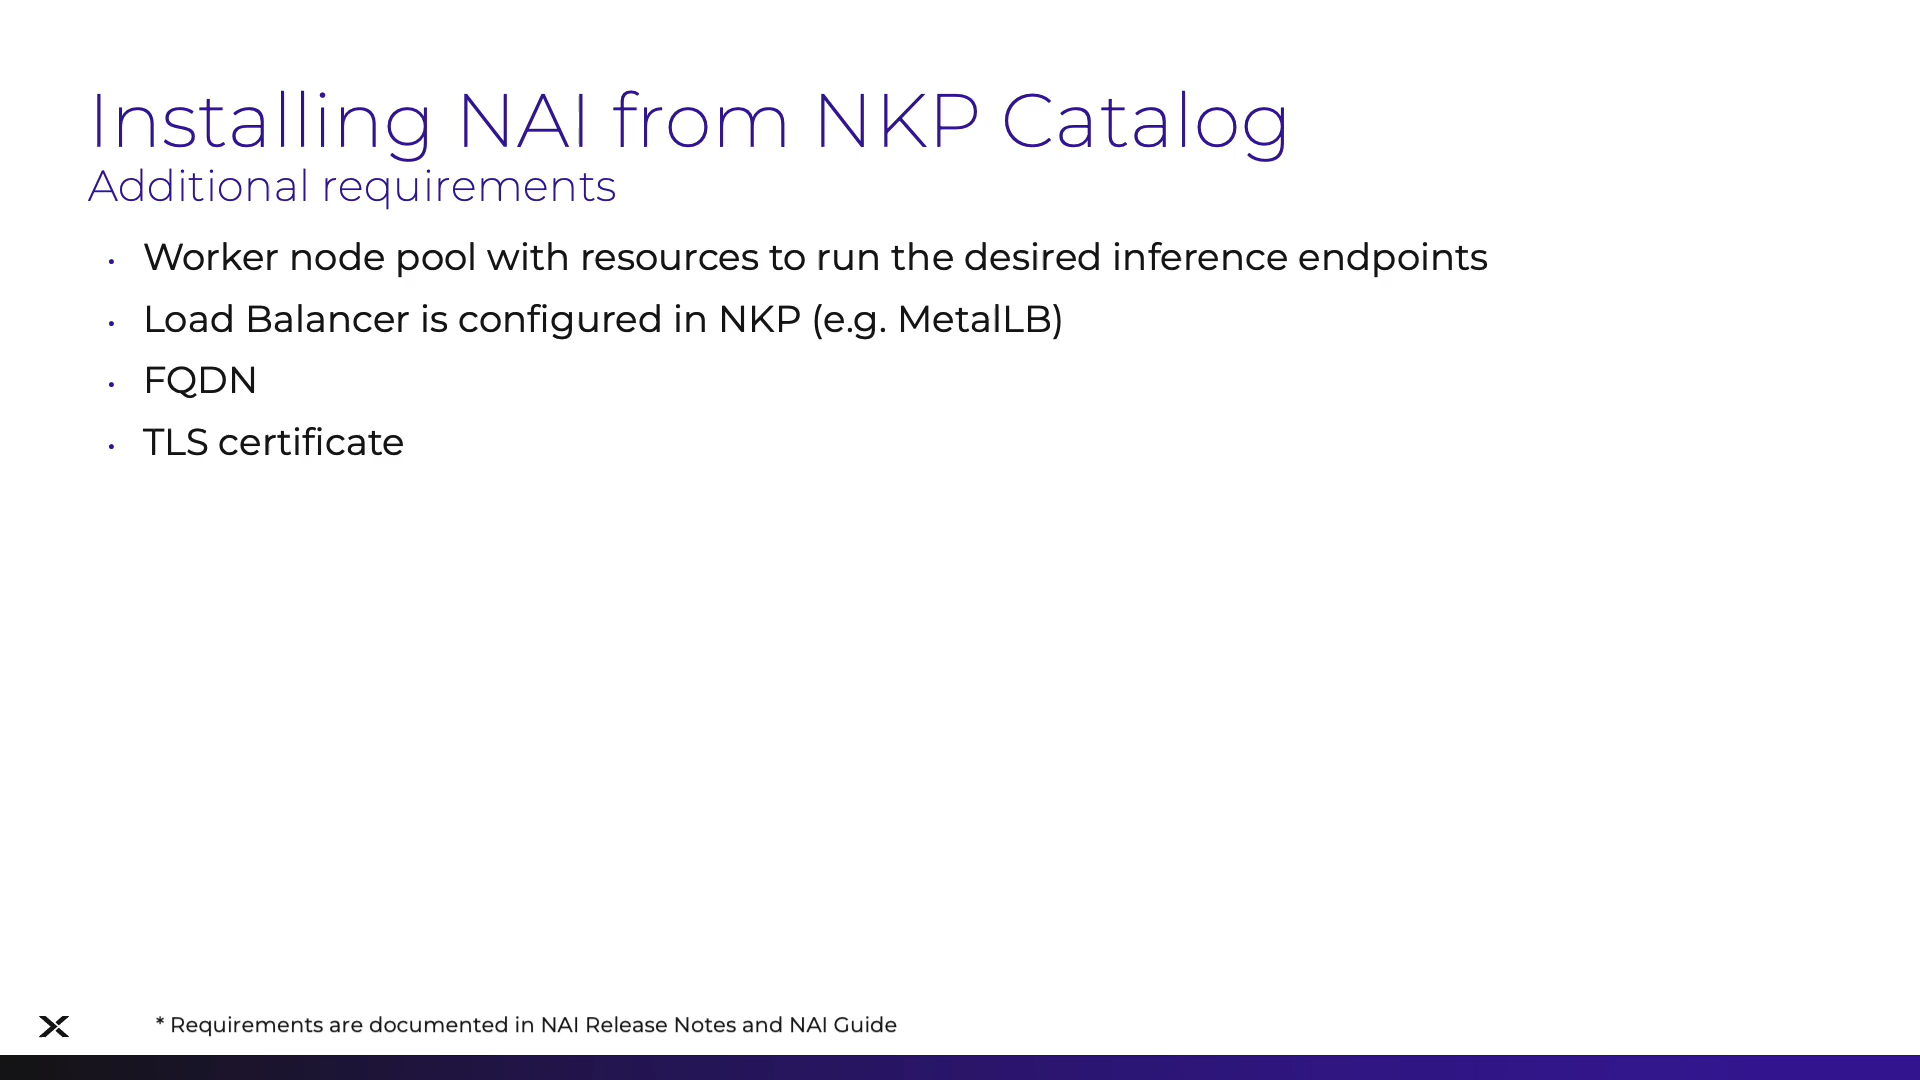 Installing NAI from NKP Catalog
Additional requirements
• Worker node pool with resources to run the desired inference endpoints
• Load Balancer is configured in NKP (e.g. MetalLB)
• FQDN
• TLS certificate
* Requirements are documented in NAI Release Notes and NAI Guide